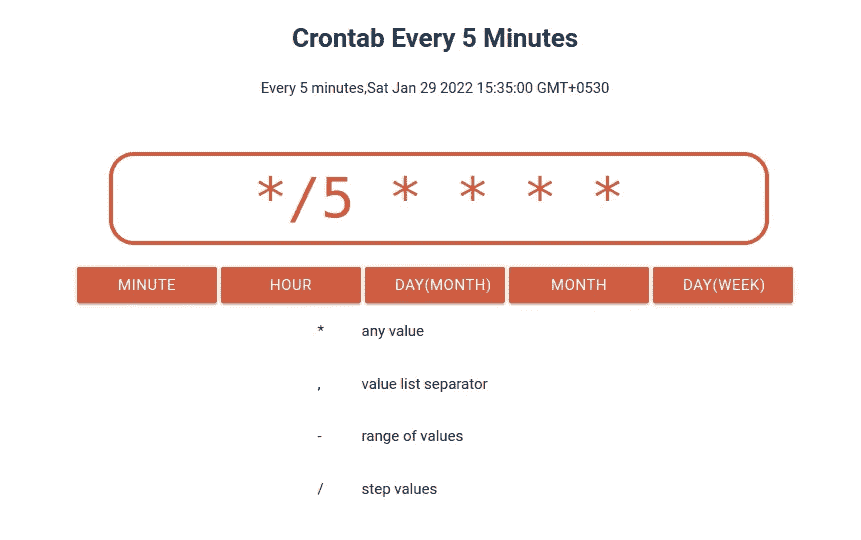 Crontab Every 5 Minutes
Every 5 minutes,Sat Jan 29 2022 15:35:00 GMT+0530
*/5 * * * *
MINUTE HOUR DAY(MONTH) MONTH DAY(WEEK)
* any value
, value list separator
- range of values
/ step values